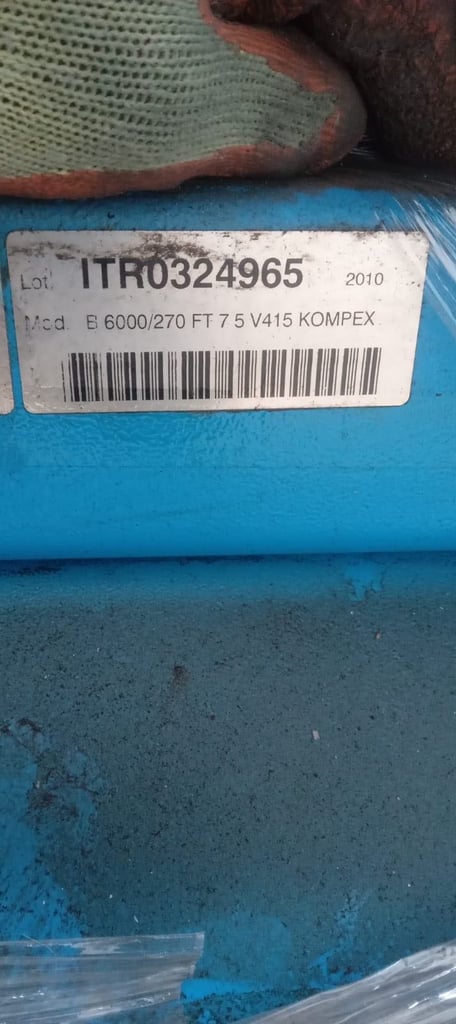 Lot. ITR0324965 2010
Mod. B 6000/270 FT 7 5 V415 KOMPEX